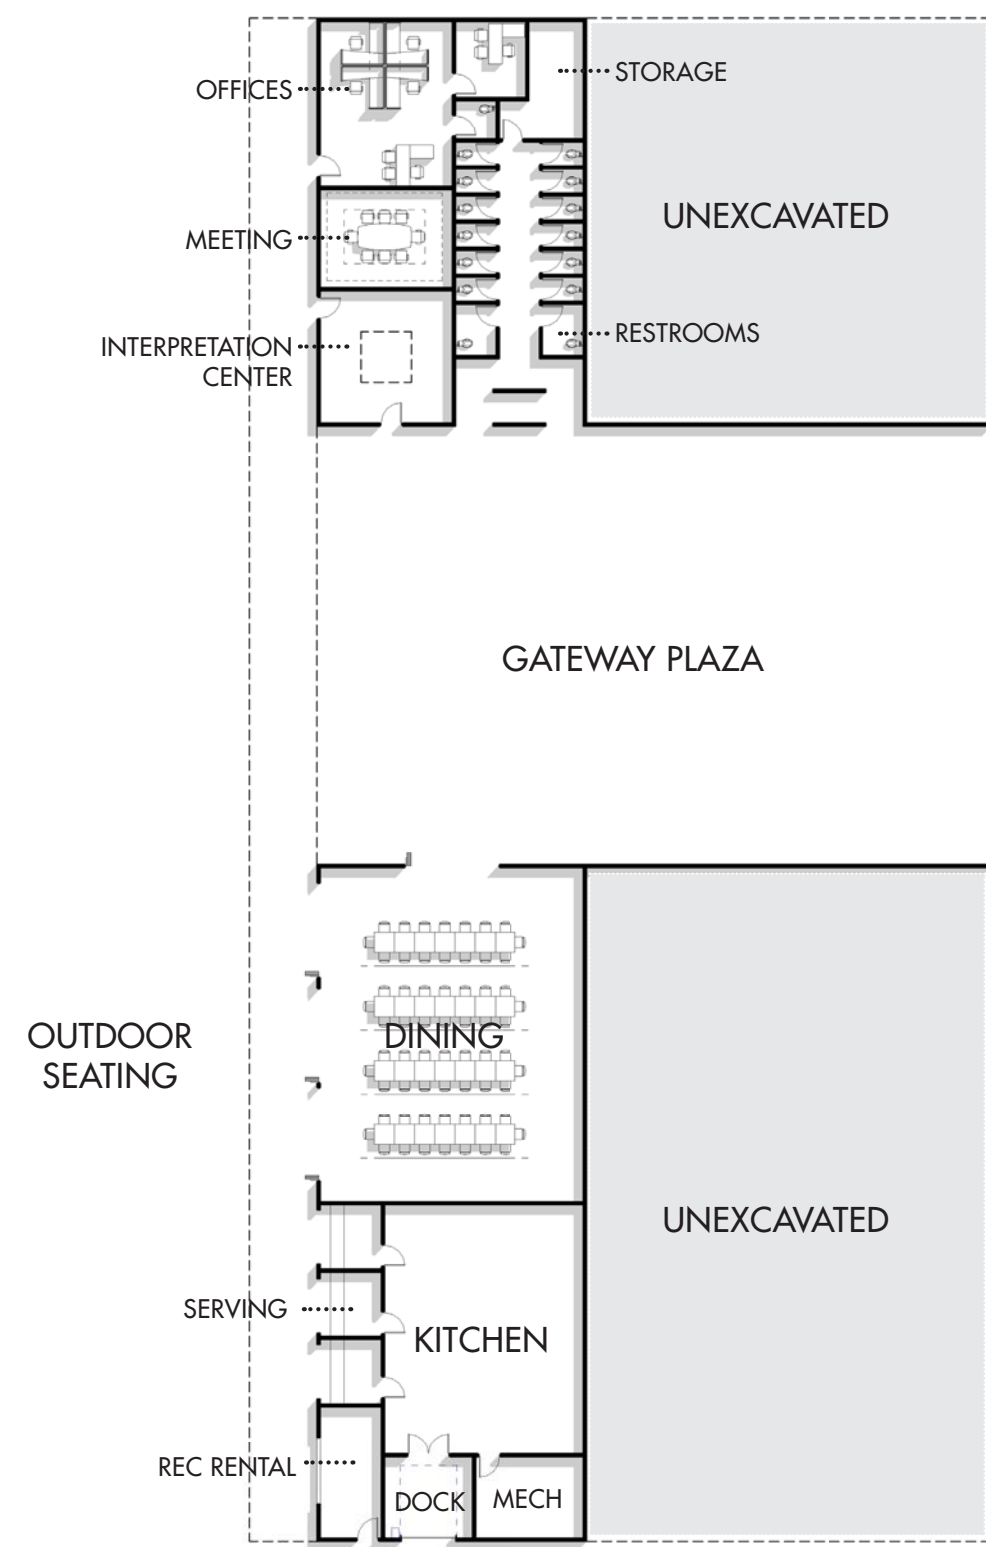 STORAGE
OFFICES
UNEXCAVATED
MEETING
RESTROOMS
INTERPRETATION
CENTER
GATEWAY PLAZA
OUTDOOR
SEATING
DINING
UNEXCAVATED
SERVING
KITCHEN
REC RENTAL
DOCK
MECH